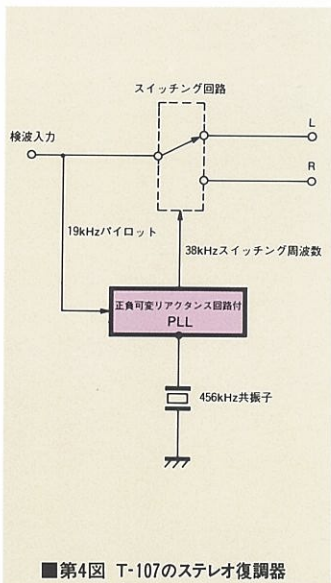 スイッチング回路
L
検波入力
R
19kHzパイロット
38kHzスイッチング周波数
正負可変リアクタンス回路付
PLL
456kHz共振子
■第4図 T-107のステレオ復調器